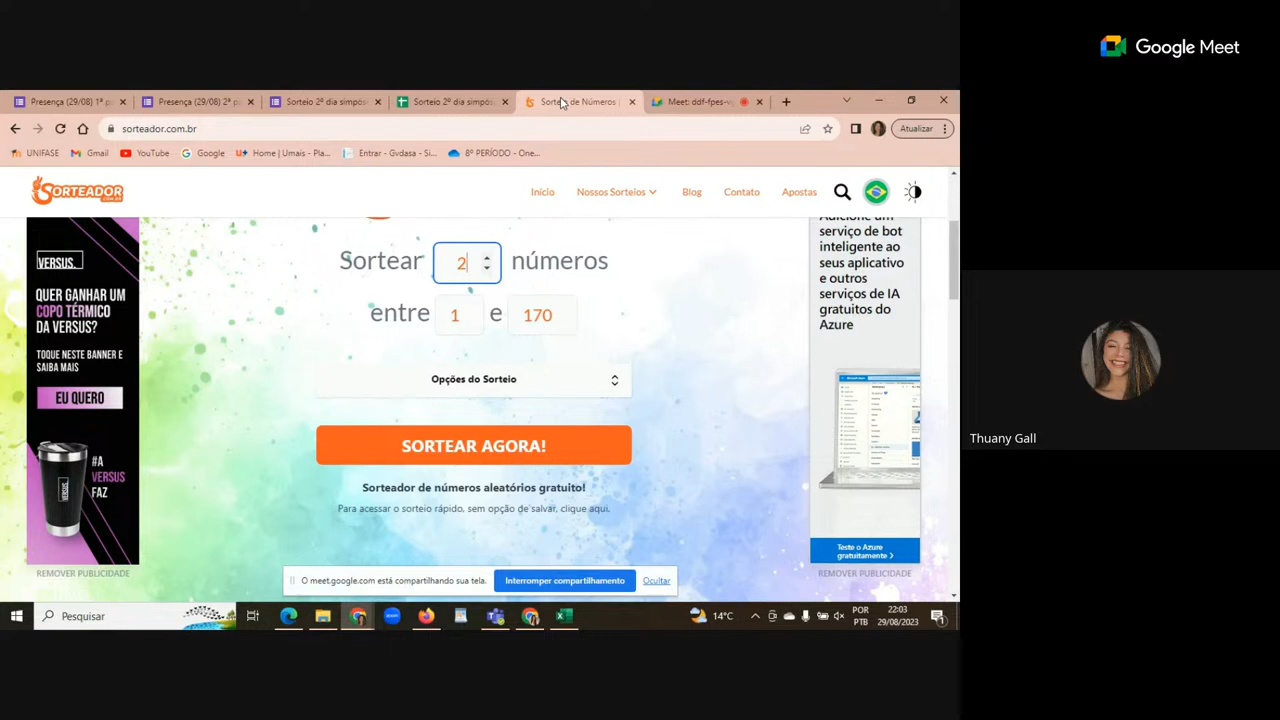 Google Meet
Presença (29/08) 1ª p
Presença (29/08) 2ª p
Sorteio 2º dia simpós
Sorteio 2º dia simpós
Sorteio de Números |
Meet: ddf-fpes-v
sorteador.com.br
Atualizar
UNIFASE
Gmail
YouTube
Google
Home | Umais - Pla...
Entrar - Gvdasa - Si...
8º PERÍODO - One...
SORTEADOR
.COM.BR
Início
Nossos Sorteios
Blog
Contato
Apostas
VERSUS.
QUER GANHAR UM
COPO TÉRMICO
DA VERSUS?
TOQUE NESTE BANNER E
SAIBA MAIS
EU QUERO
#A
VERSUS
FAZ
REMOVER PUBLICIDADE
Sortear 2 números
entre 1 e 170
Opções do Sorteio
SORTEAR AGORA!
Sorteador de números aleatórios gratuito!
Para acessar o sorteio rápido, sem opção de salvar, clique aqui.
Adicione um
serviço de bot
inteligente ao
seus aplicativo
e outros
serviços de IA
gratuitos do
Azure
Teste o Azure
gratuitamente >
REMOVER PUBLICIDADE
O meet.google.com está compartilhando sua tela.
Interromper compartilhamento
Ocultar
Thuany Gall
Pesquisar
zoom
14°C
POR
PTB
22:03
29/08/2023
1